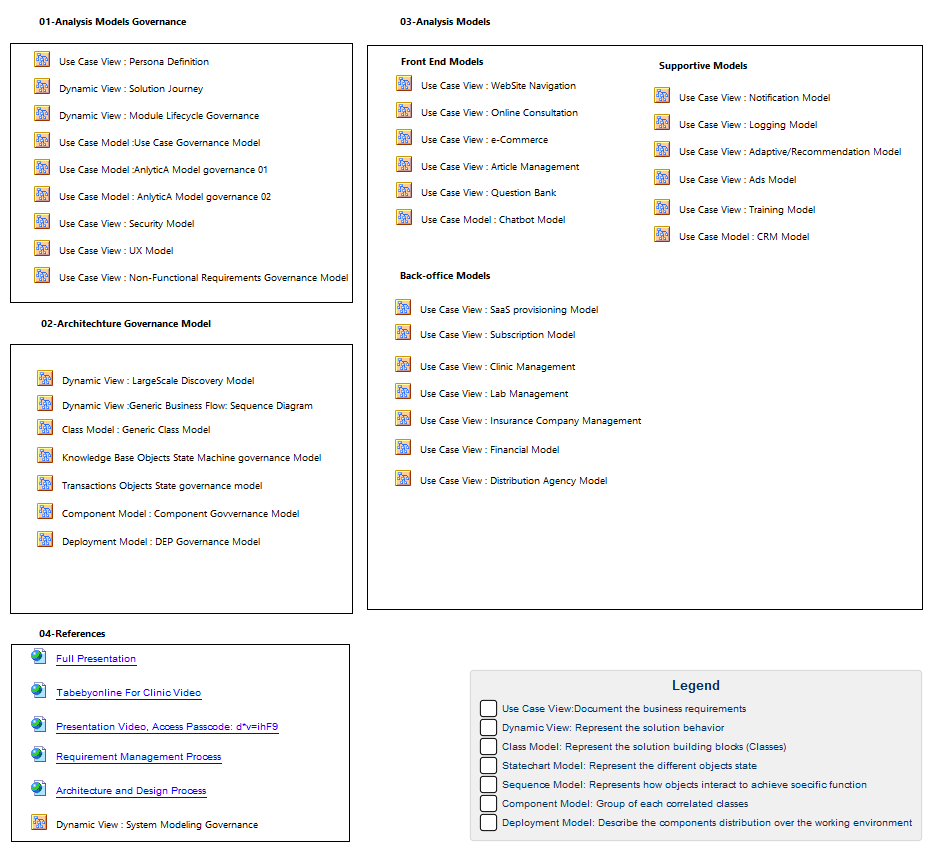 01-Analysis Models Governance
Use Case View : Persona Definition
Dynamic View : Solution Journey
Dynamic View : Module Lifecycle Governance
Use Case Model :Use Case Governance Model
Use Case Model :AnlyticA Model governance 01
Use Case Model : AnlyticA Model governance 02
Use Case View : Security Model
Use Case View : UX Model
Use Case View : Non-Functional Requirements Governance Model
02-Architechture Governance Model
Dynamic View : LargeScale Discovery Model
Dynamic View :Generic Business Flow: Sequence Diagram
Class Model : Generic Class Model
Knowledge Base Objects State Machine governance Model
Transactions Objects State governance model
Component Model : Component Govvernance Model
Deployment Model : DEP Governance Model
03-Analysis Models
Front End Models
Use Case View : WebSite Navigation
Use Case View : Online Consultation
Use Case View : e-Commerce
Use Case View : Article Management
Use Case View : Question Bank
Use Case Model : Chatbot Model
Supportive Models
Use Case View : Notification Model
Use Case View : Logging Model
Use Case View : Adaptive/Recommendation Model
Use Case View : Ads Model
Use Case View : Training Model
Use Case Model : CRM Model
Back-office Models
Use Case View : SaaS provisioning Model
Use Case View : Subscription Model
Use Case View : Clinic Management
Use Case View : Lab Management
Use Case View : Insurance Company Management
Use Case View : Financial Model
Use Case View : Distribution Agency Model
04-References
Full Presentation
Tabebyonline For Clinic Video
Presentation Video, Access Passcode: d*v=ihF9
Requirement Management Process
Architecture and Design Process
Dynamic View : System Modeling Governance
Legend
Use Case View:Document the business requirements
Dynamic View: Represent the solution behavior
Class Model: Represent the solution building blocks (Classes)
Statechart Model: Represent the different objects state
Sequence Model: Represents how objects interact to achieve soecific function
Component Model: Group of each correlated classes
Deployment Model: Describe the components distribution over the working environment